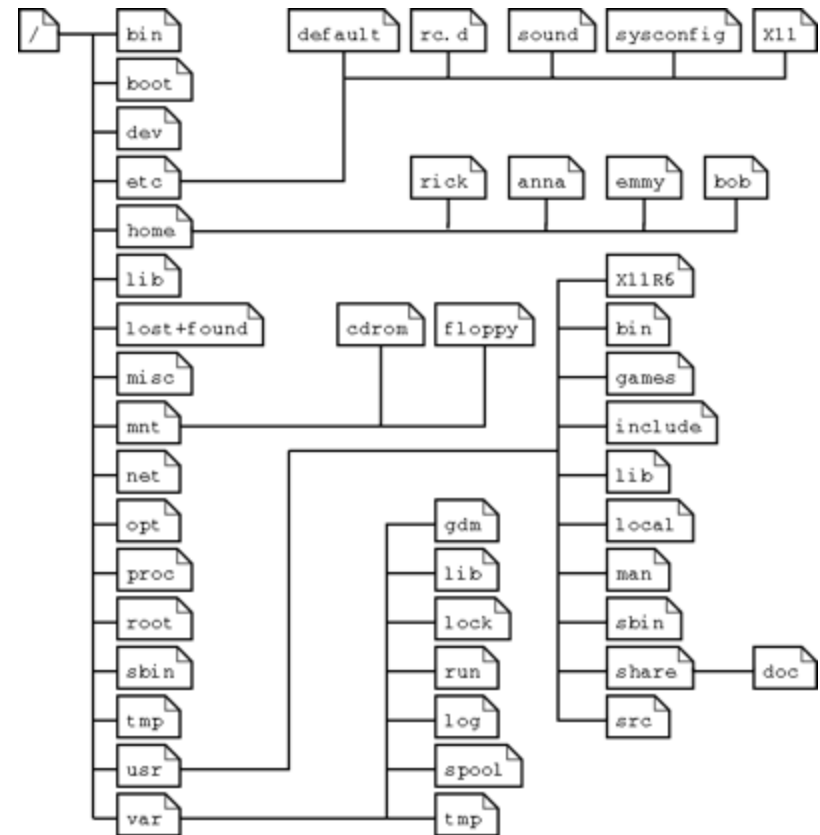 / bin default rc.d sound sysconfig X11
boot
dev
etc rick anna emmy bob
home
lib X11R6
lost+found cdrom floppy bin
misc games
mnt include
net lib
opt gdm local
proc lib man
root lock sbin
sbin run share doc
tmp log src
usr spool
var tmp